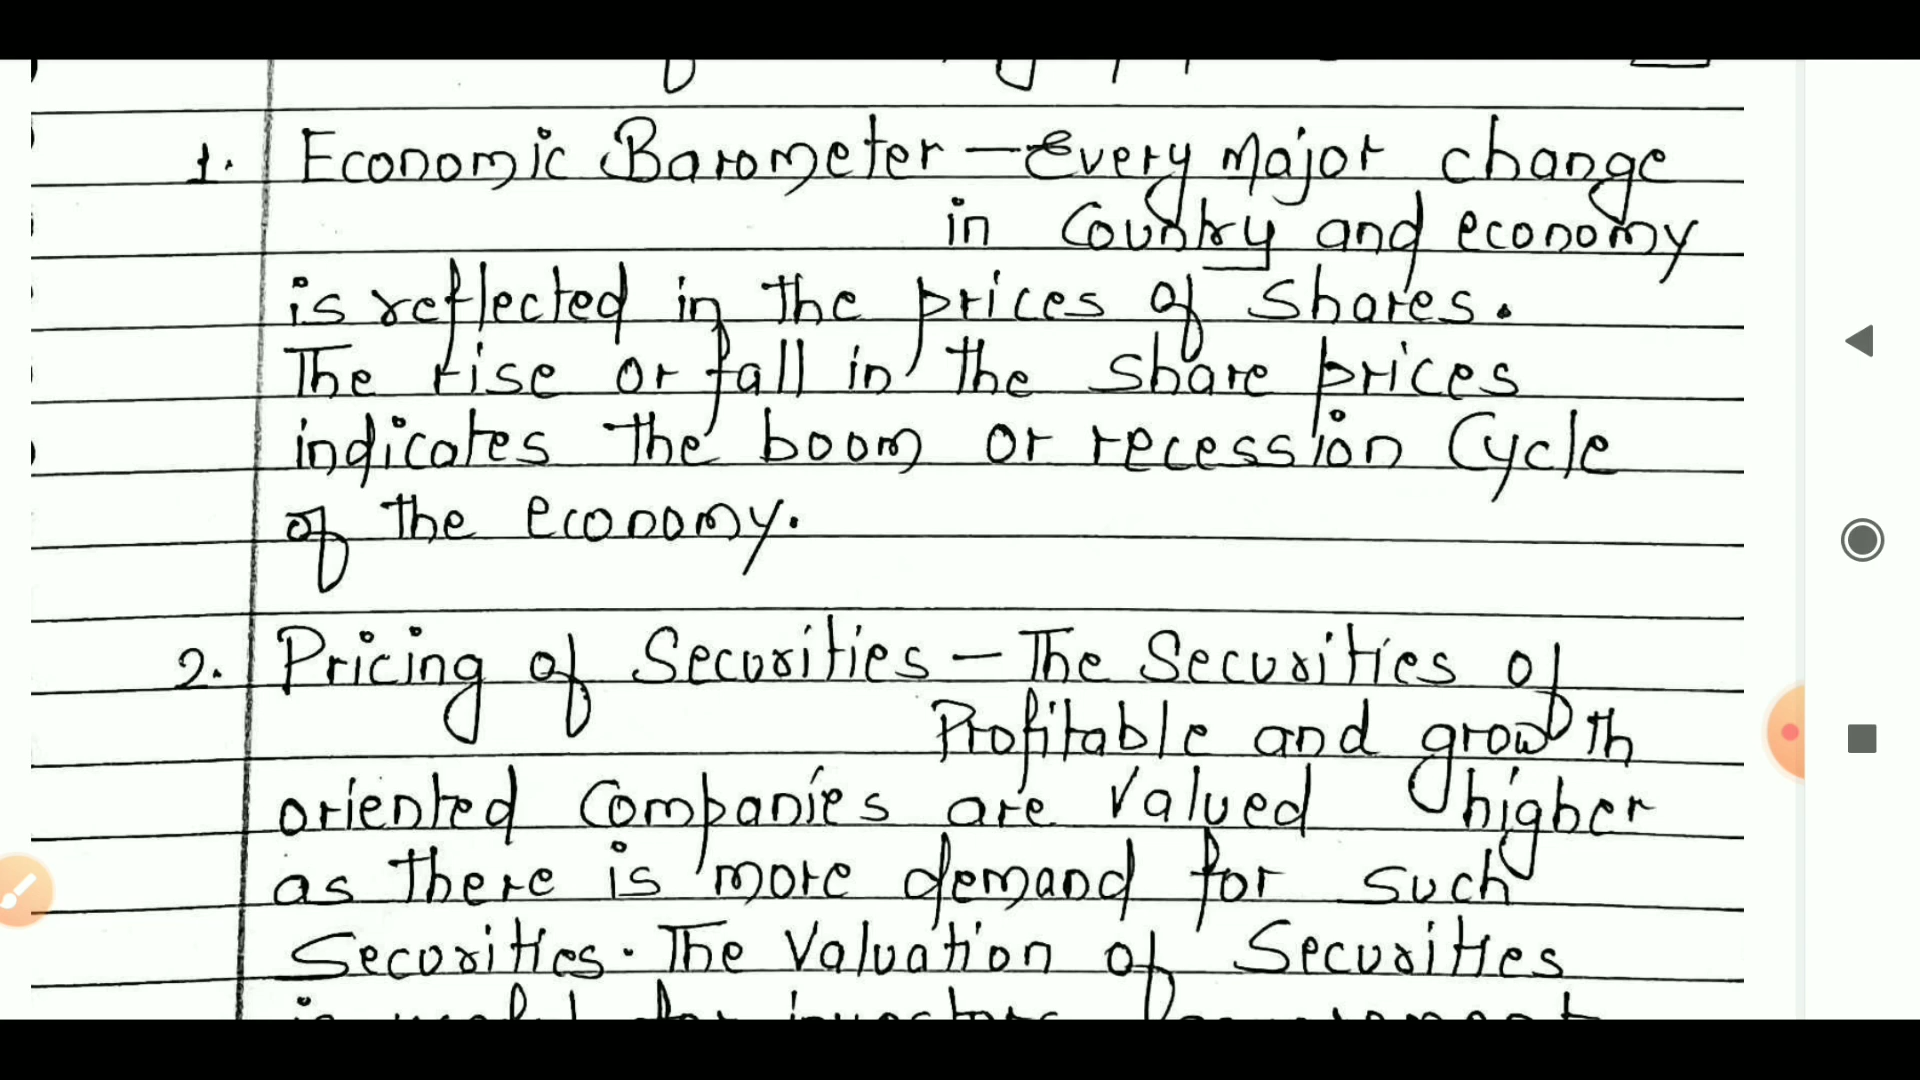 1. Economic Barometer - Every Major change
in Country and economy
is reflected in the prices of shares.
The rise or fall in the share prices
indicates the boom or recession Cycle
of the economy.
2. Pricing of Securities - The Securities of
Profitable and growth
oriented Companies are valued higher
as there is more demand for such
Securities. The Valuation of Securities